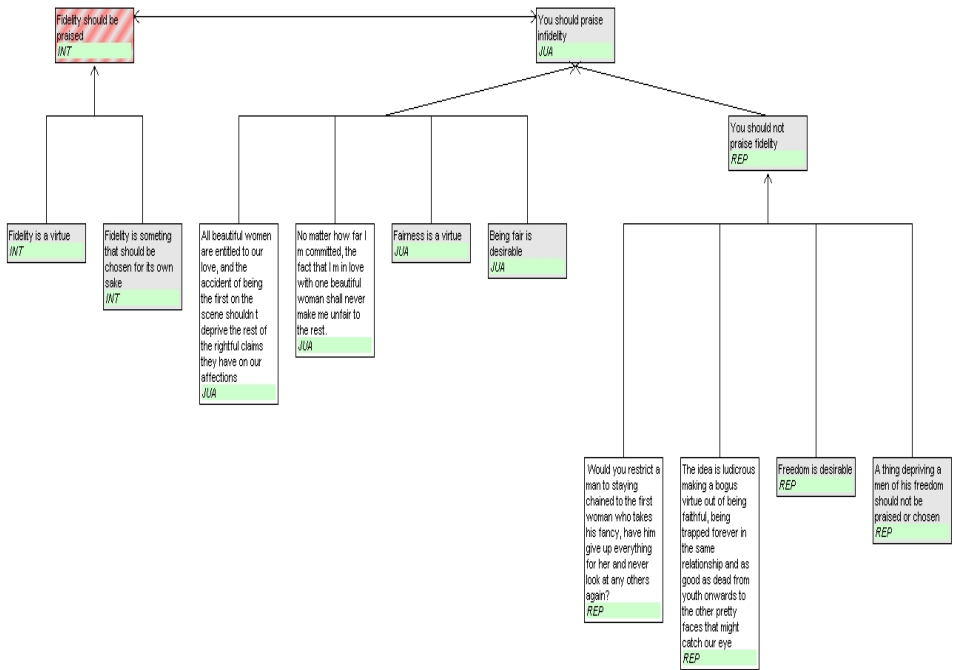 Fidelity should be
praised
INT
You should praise
infidelity
JUA
You should not
praise fidelity
REP
Fidelity is a virtue
INT
Fidelity is someting
that should be
chosen for its own
sake
INT
All beautiful women
are entitled to our
love, and the
accident of being
the first on the
scene shouldn t
deprive the rest of
the rightful claims
they have on our
affections
JUA
No matter how far I
m committed, the
fact that I m in love
with one beautiful
woman shall never
make me unfair to
the rest.
JUA
Fairness is a virtue
JUA
Being fair is
desirable
JUA
Would you restrict a
man to staying
chained to the first
woman who takes
his fancy, have him
give up everything
for her and never
look at any others
again?
REP
The idea is ludicrous
making a bogus
virtue out of being
faithful, being
trapped forever in
the same
relationship and as
good as dead from
youth onwards to
the other pretty
faces that might
catch our eye
REP
Freedom is desirable
REP
A thing depriving a
men of his freedom
should not be
praised or chosen
REP